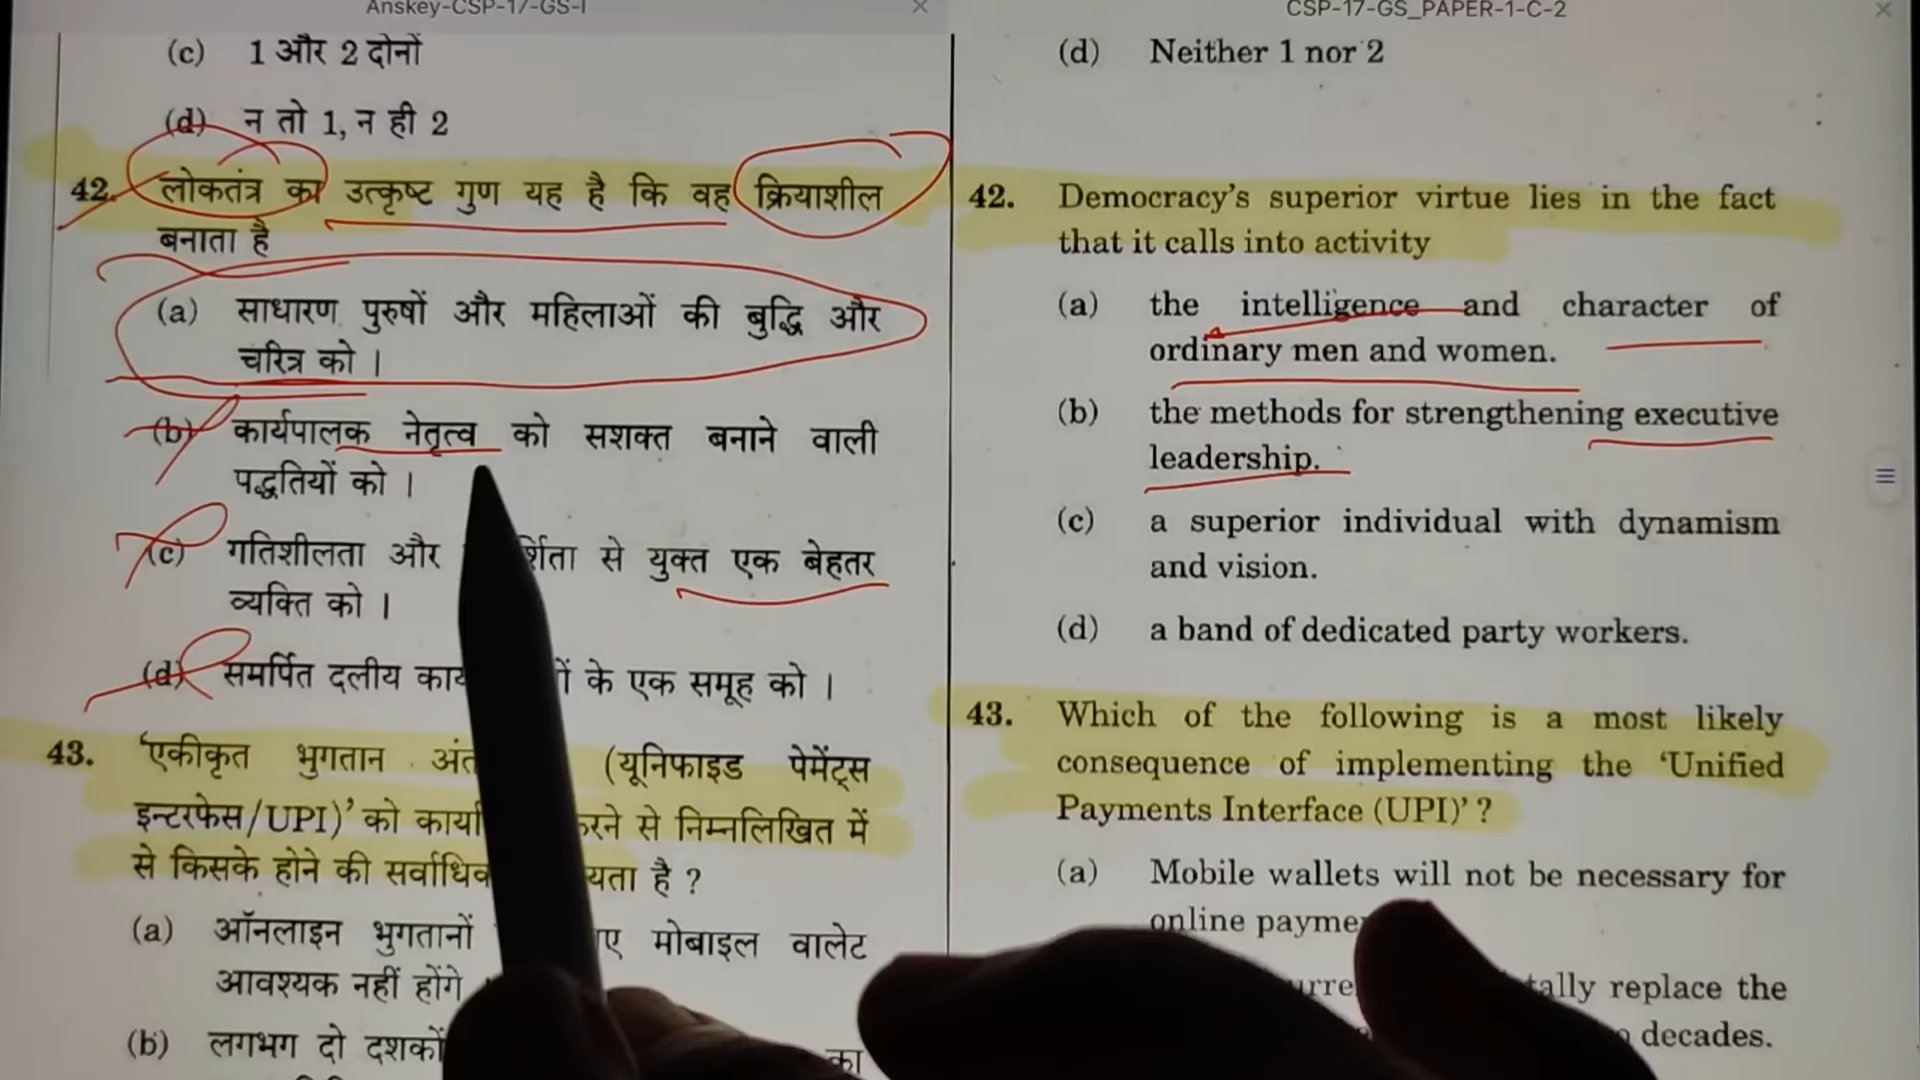 Anskey-CSP-17-GS-I
(c) 1 और 2 दोनों
(d) न तो 1, न ही 2
42. लोकतंत्र का उत्कृष्ट गुण यह है कि वह क्रियाशील
बनाता है
(a) साधारण पुरुषों और महिलाओं की बुद्धि और
चरित्र को ।
(b) कार्यपालक नेतृत्व को सशक्त बनाने वाली
पद्धतियों को ।
(c) गतिशीलता और से युक्त एक बेहतर
व्यक्ति को ।
(d) समर्पित दलीय के एक समूह को ।
43. 'एकीकृत भुगतान (यूनिफाइड पेमेंट्स
इन्टरफेस/UPI)' को करने से निम्नलिखित में
से किसके होने की है ?
(a) ऑनलाइन भुगतानों मोबाइल वालेट
आवश्यक नहीं होंगे
(b) लगभग दो दशकों का
CSP-17-GS_PAPER-1-C-2
(d) Neither 1 nor 2
42. Democracy's superior virtue lies in the fact
that it calls into activity
(a) the intelligence and character of
ordinary men and women.
(b) the methods for strengthening executive
leadership.
(c) a superior individual with dynamism
and vision.
(d) a band of dedicated party workers.
43. Which of the following is a most likely
consequence of implementing the 'Unified
Payments Interface (UPI)' ?
(a) Mobile wallets will not be necessary for
online
replace the
decades.